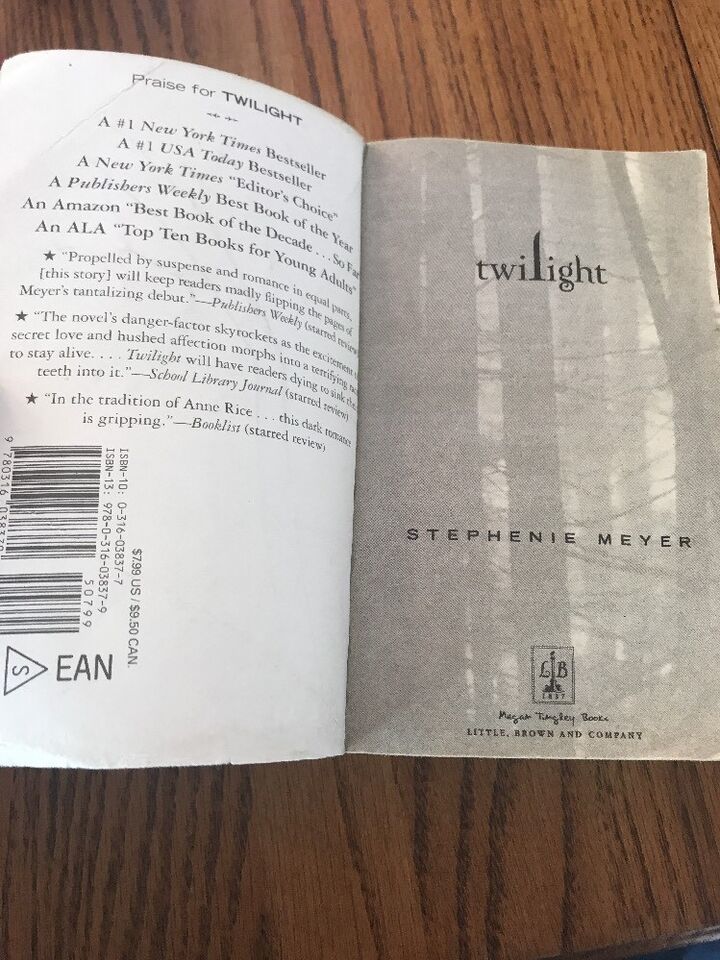 Praise for TWILIGHT
A #1 New York Times Bestseller
A #1 USA Today Bestseller
A New York Times “Editor's Choice”
A Publishers Weekly Best Book of the Year
An Amazon “Best Book of the Decade . . . So Far
An ALA “Top Ten Books for Young Adults”
★ “Propelled by suspense and romance in equal parts,
[this story] will keep readers madly flipping the pages of
Meyer's tantalizing debut.”—Publishers Weekly (starred review
★ “The novel's danger-factor skyrockets as the excitement
secret love and hushed affection morphs into a terrifying
to stay alive. . . . Twilight will have readers dying to sink
teeth into it.”—School Library Journal (starred review)
★ “In the tradition of Anne Rice . . . this dark romance
is gripping.”—Booklist (starred review)
ISBN-10: 0-316-03837-7
ISBN-13: 978-0-316-03837-9
9 780316 038379
50799
$7.99 US / $9.50 CAN.
S EAN
twilight
STEPHENIE MEYER
LB
1837
Megan Tingley Books
LITTLE, BROWN AND COMPANY